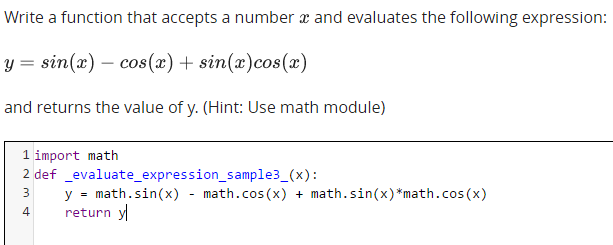 Write a function that accepts a number x and evaluates the following expression:
y = sin(x) − cos(x) + sin(x)cos(x)
and returns the value of y. (Hint: Use math module)
1 import math
2 def _evaluate_expression_sample3_(x):
3     y = math.sin(x) - math.cos(x) + math.sin(x)*math.cos(x)
4     return y